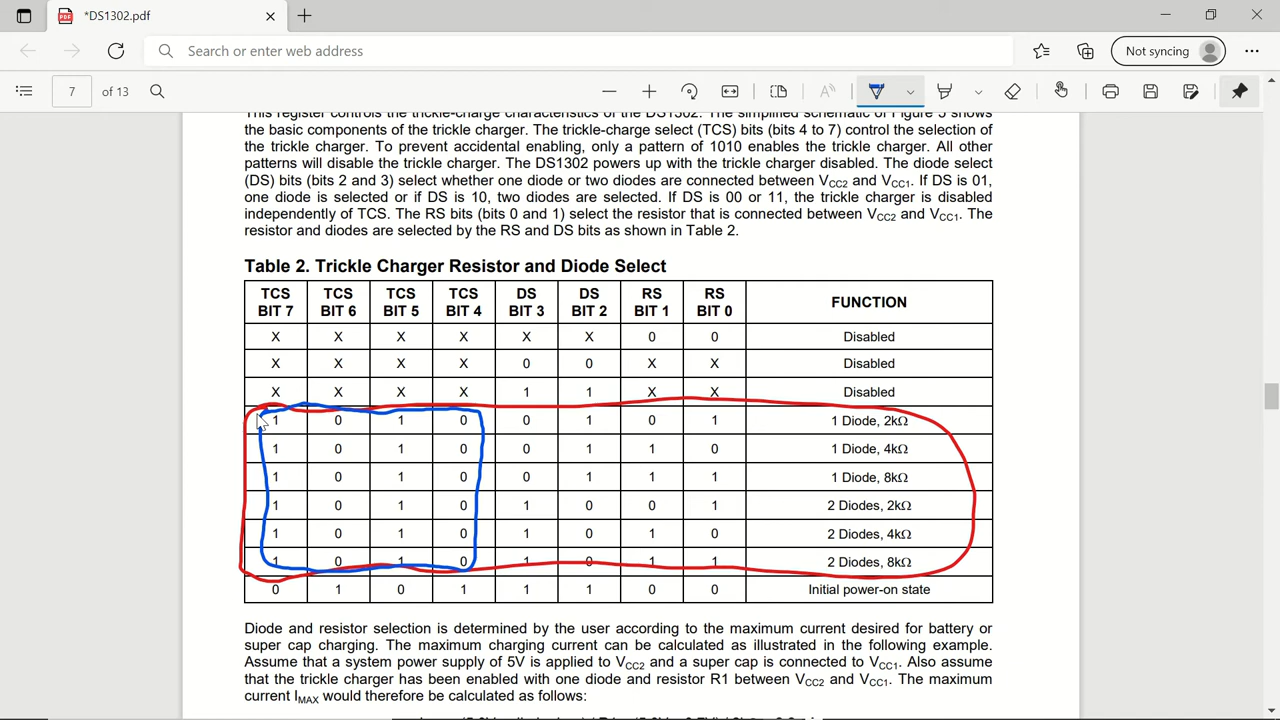 *DS1302.pdf
Search or enter web address
Not syncing
7 of 13
This register controls the trickle-charge characteristics of the DS1302. The simplified schematic of Figure 5 shows
the basic components of the trickle charger. The trickle-charge select (TCS) bits (bits 4 to 7) control the selection of
the trickle charger. To prevent accidental enabling, only a pattern of 1010 enables the trickle charger. All other
patterns will disable the trickle charger. The DS1302 powers up with the trickle charger disabled. The diode select
(DS) bits (bits 2 and 3) select whether one diode or two diodes are connected between VCC2 and VCC1. If DS is 01,
one diode is selected or if DS is 10, two diodes are selected. If DS is 00 or 11, the trickle charger is disabled
independently of TCS. The RS bits (bits 0 and 1) select the resistor that is connected between VCC2 and VCC1. The
resistor and diodes are selected by the RS and DS bits as shown in Table 2.
Table 2. Trickle Charger Resistor and Diode Select
TCS TCS TCS TCS DS DS RS RS
BIT 7 BIT 6 BIT 5 BIT 4 BIT 3 BIT 2 BIT 1 BIT 0 FUNCTION
X X X X X X 0 0 Disabled
X X X X 0 0 X X Disabled
X X X X 1 1 X X Disabled
1 0 1 0 0 1 0 1 1 Diode, 2kΩ
1 0 1 0 0 1 1 0 1 Diode, 4kΩ
1 0 1 0 0 1 1 1 1 Diode, 8kΩ
1 0 1 0 1 0 0 1 2 Diodes, 2kΩ
1 0 1 0 1 0 1 0 2 Diodes, 4kΩ
1 0 1 0 1 0 1 1 2 Diodes, 8kΩ
0 1 0 1 1 1 0 0 Initial power-on state
Diode and resistor selection is determined by the user according to the maximum current desired for battery or
super cap charging. The maximum charging current can be calculated as illustrated in the following example.
Assume that a system power supply of 5V is applied to VCC2 and a super cap is connected to VCC1. Also assume
that the trickle charger has been enabled with one diode and resistor R1 between VCC2 and VCC1. The maximum
current IMAX would therefore be calculated as follows: